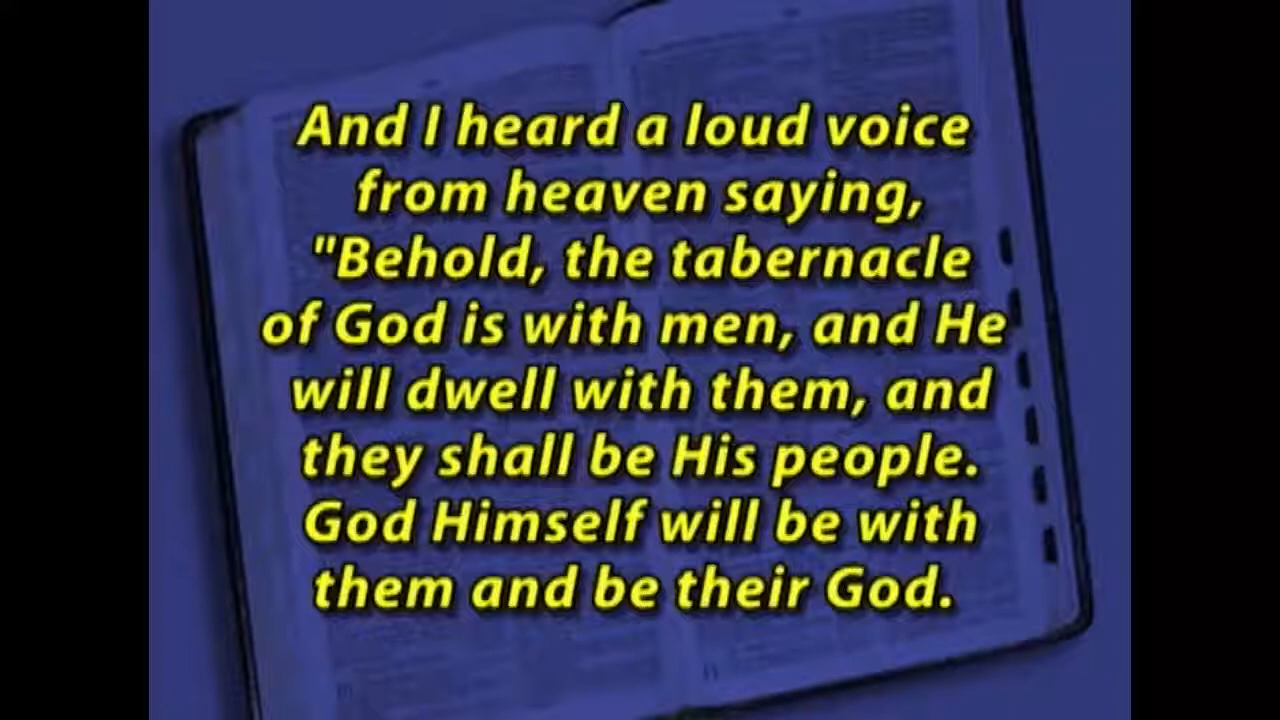 And I heard a loud voice
from heaven saying,
"Behold, the tabernacle
of God is with men, and He
will dwell with them, and
they shall be His people.
God Himself will be with
them and be their God.